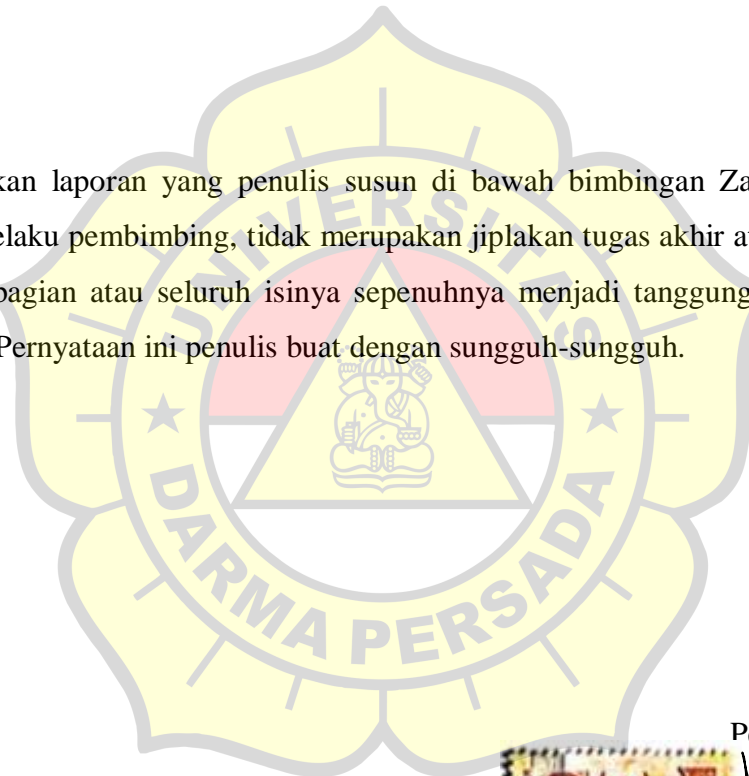 kan laporan yang penulis susun di bawah bimbingan Za
elaku pembimbing, tidak merupakan jiplakan tugas akhir a
bagian atau seluruh isinya sepenuhnya menjadi tanggung
Pernyataan ini penulis buat dengan sungguh-sungguh.
UNIVERSITAS
DARMA PERSADA
P